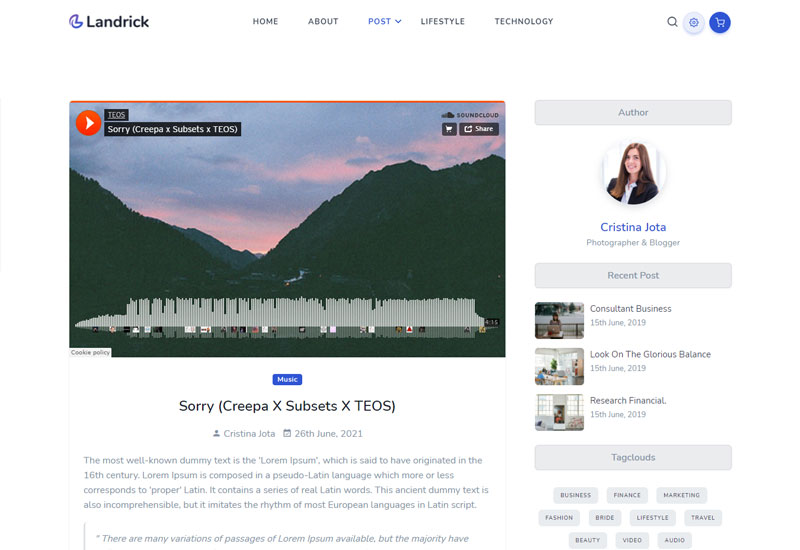 Landrick
HOME ABOUT POST LIFESTYLE TECHNOLOGY
TEOS
Sorry (Creepa x Subsets x TEOS)
SOUNDCLOUD
Share
4:15
Cookie policy
Music
Sorry (Creepa X Subsets X TEOS)
Cristina Jota 26th June, 2021
The most well-known dummy text is the 'Lorem Ipsum', which is said to have originated in the
16th century. Lorem Ipsum is composed in a pseudo-Latin language which more or less
corresponds to 'proper' Latin. It contains a series of real Latin words. This ancient dummy text is
also incomprehensible, but it imitates the rhythm of most European languages in Latin script.
" There are many variations of passages of Lorem Ipsum available, but the majority have
Author
Cristina Jota
Photographer & Blogger
Recent Post
Consultant Business
15th June, 2019
Look On The Glorious Balance
15th June, 2019
Research Financial.
15th June, 2019
Tagclouds
BUSINESS FINANCE MARKETING
FASHION BRIDE LIFESTYLE TRAVEL
BEAUTY VIDEO AUDIO